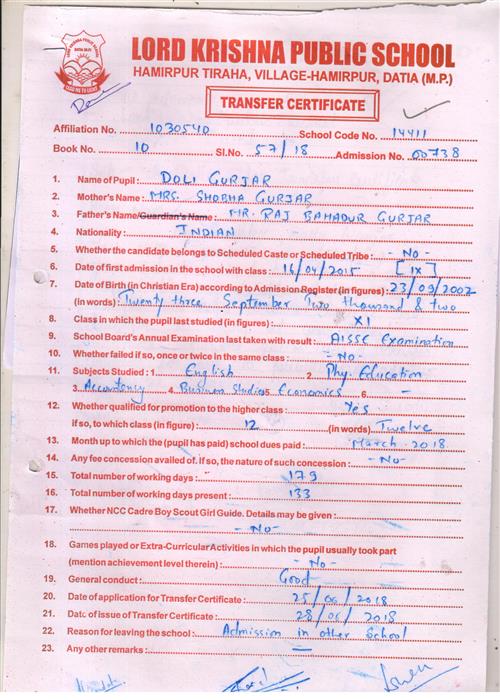 LORD KRISHNA PUBLIC SCHOOL
HAMIRPUR TIRAHA, VILLAGE-HAMIRPUR, DATIA (M.P.)
TRANSFER CERTIFICATE
Affiliation No. 1030540 School Code No. 14411
Book No. 10 Sl.No. 57/18 Admission No. 00738
1. Name of Pupil : DOLI GURJAR
2. Mother's Name : MRS. SHOBHA GURJAR
3. Father's Name/Guardian's Name : MR. RAJ BAHADUR GURJAR
4. Nationality : INDIAN
5. Whether the candidate belongs to Scheduled Caste or Scheduled Tribe : - No -
6. Date of first admission in the school with class : 16/04/2015 [IX]
7. Date of Birth (in Christian Era) according to Admission Register (in figures) : 23/09/2002
(in words) : Twenty three September Two thousand & two
8. Class in which the pupil last studied (in figures) : XI
9. School Board's Annual Examination last taken with result : AISSC Examination
10. Whether failed if so, once or twice in the same class : - No -
11. Subjects Studied : 1. English 2. Phy. Education
3. Accountancy 4. Business Studies 5. Economics 6. -
12. Whether qualified for promotion to the higher class : Yes
if so, to which class (in figure) : 12 (in words) Twelve
13. Month up to which the (pupil has paid) school dues paid : March - 2018
14. Any fee concession availed of. if so, the nature of such concession : - No -
15. Total number of working days : 179
16. Total number of working days present : 133
17. Whether NCC Cadre Boy Scout Girl Guide. Details may be given :
- No -
18. Games played or Extra-Curricular Activities in which the pupil usually took part
(mention achievement level therein) : - No -
19. General conduct : Good
20. Date of application for Transfer Certificate : 25/06/2018
21. Date of issue of Transfer Certificate : 28/06/2018
22. Reason for leaving the school : Admission in other School
23. Any other remarks : -